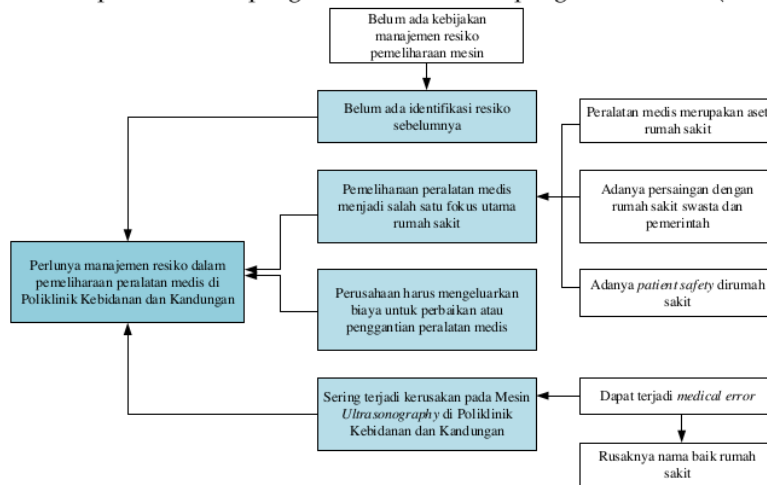 Belum ada kebijakan
manajemen resiko
pemeliharaan mesin
Belum ada identifikasi resiko
sebelumnya
Peralatan medis merupakan aset
rumah sakit
Pemeliharaan peralatan medis
menjadi salah satu fokus utama
rumah sakit
Adanya persaingan dengan
rumah sakit swasta dan
pemerintah
Perlunya manajemen resiko dalam
pemeliharaan peralatan medis di
Poliklinik Kebidanan dan Kandungan
Perusahaan harus mengeluarkan
biaya untuk perbaikan atau
penggantian peralatan medis
Adanya patient safety dirumah
sakit
Sering terjadi kerusakan pada Mesin
Ultrasonography di Poliklinik
Kebidanan dan Kandungan
Dapat terjadi medical error
Rusaknya nama baik rumah
sakit